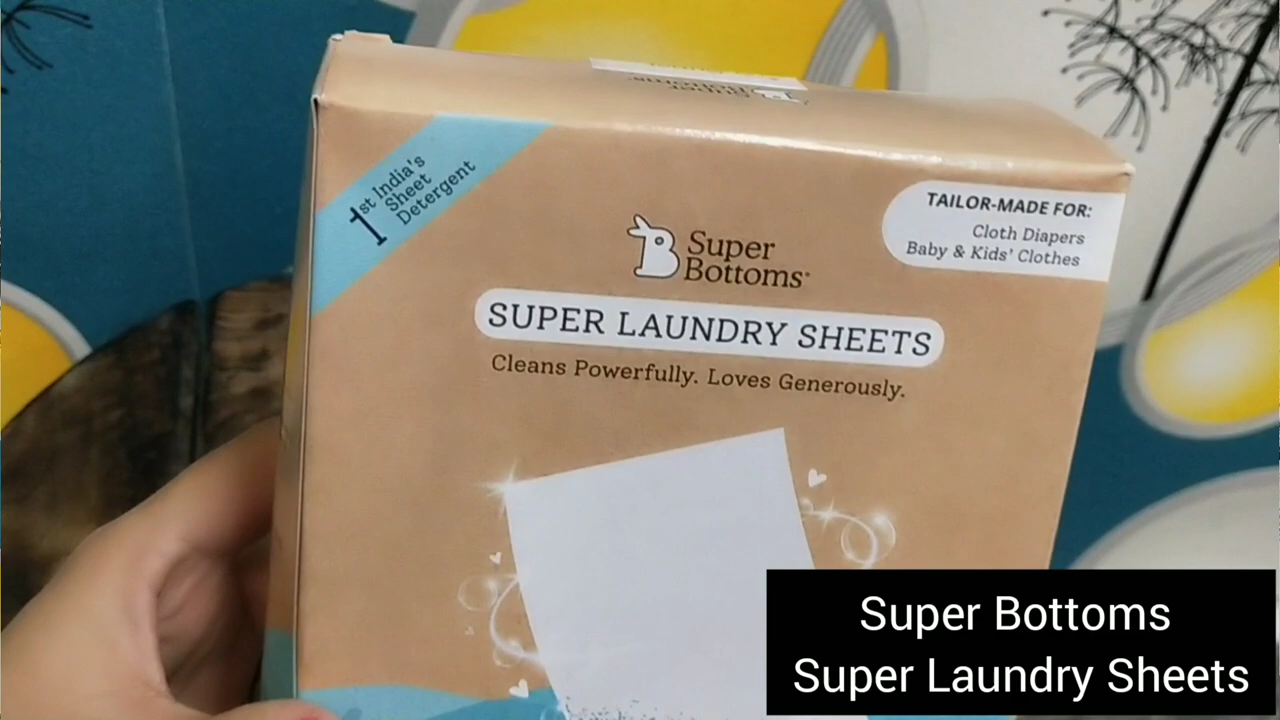 1st India's
Sheet
Detergent
TAILOR-MADE FOR:
Cloth Diapers
Baby & Kids' Clothes
Super
Bottoms
SUPER LAUNDRY SHEETS
Cleans Powerfully. Loves Generously.
Super Bottoms
Super Laundry Sheets